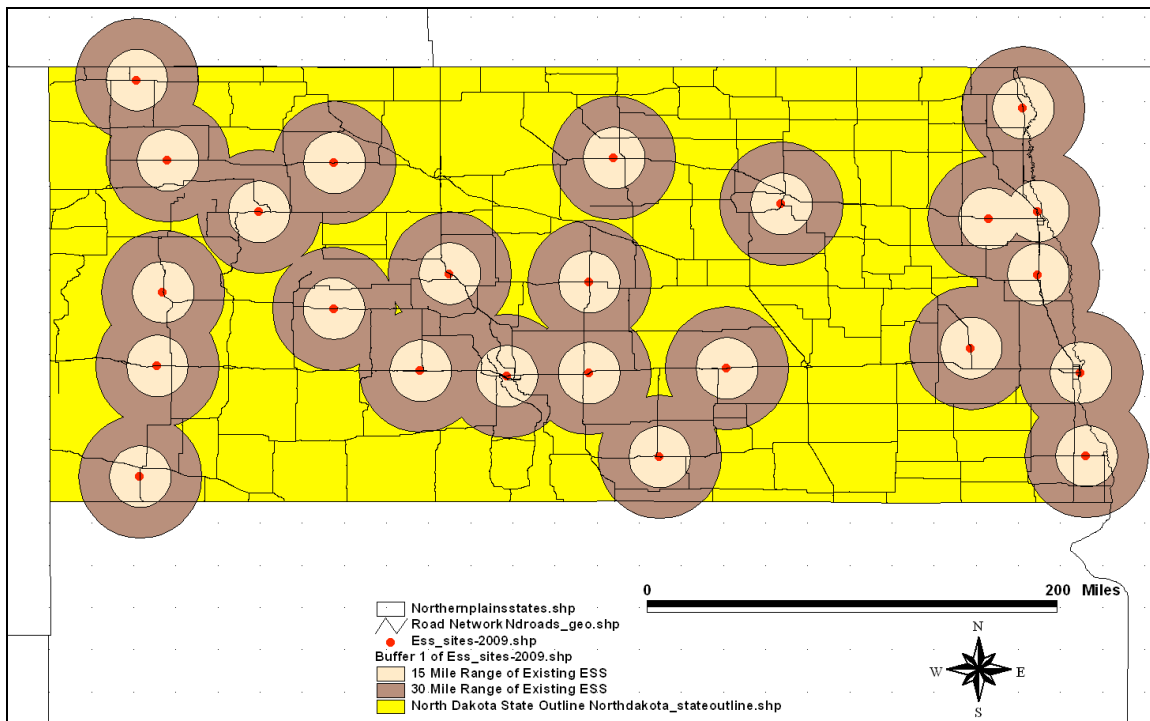 0 200 Miles
Northernplainsstates.shp
Road Network Ndroads_geo.shp
Ess_sites-2009.shp
Buffer 1 of Ess_sites-2009.shp
15 Mile Range of Existing ESS
30 Mile Range of Existing ESS
North Dakota State Outline Northdakota_stateoutline.shp
N
W E
S